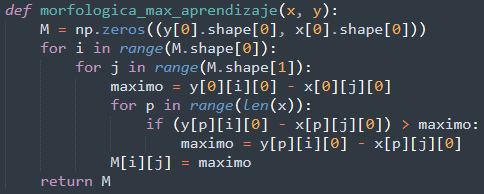 def morfologica_max_aprendizaje(x, y):
    M = np.zeros((y[0].shape[0], x[0].shape[0]))
    for i in range(M.shape[0]):
        for j in range(M.shape[1]):
            maximo = y[0][i][0] - x[0][j][0]
            for p in range(len(x)):
                if (y[p][i][0] - x[p][j][0]) > maximo:
                    maximo = y[p][i][0] - x[p][j][0]
            M[i][j] = maximo
    return M